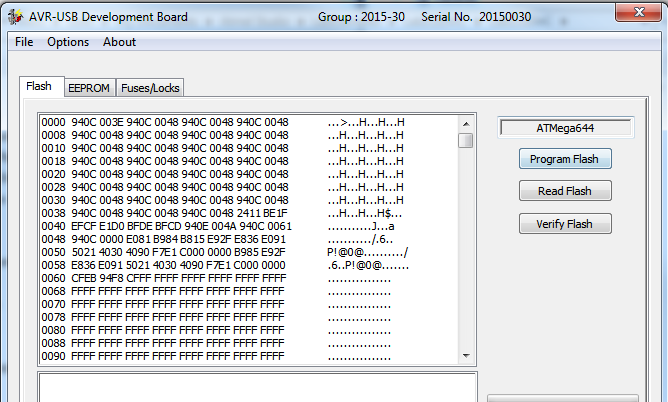 AVR-USB Development Board Group : 2015-30 Serial No. 20150030
File Options About
Flash EEPROM Fuses/Locks
0000 940C 003E 940C 0048 940C 0048 940C 0048 ...>...H...H...H
0008 940C 0048 940C 0048 940C 0048 940C 0048 ...H...H...H...H
0010 940C 0048 940C 0048 940C 0048 940C 0048 ...H...H...H...H
0018 940C 0048 940C 0048 940C 0048 940C 0048 ...H...H...H...H
0020 940C 0048 940C 0048 940C 0048 940C 0048 ...H...H...H...H
0028 940C 0048 940C 0048 940C 0048 940C 0048 ...H...H...H...H
0030 940C 0048 940C 0048 940C 0048 940C 0048 ...H...H...H...H
0038 940C 0048 940C 0048 940C 0048 2411 BE1F ...H...H...H$...
0040 EFCF E1D0 BFDE BFCD 940E 004A 940C 0061 ...........J...a
0048 940C 0000 E081 B984 B815 E92F E836 E091 .........../.6..
0050 5021 4030 4090 F7E1 C000 0000 B985 E92F P!@0@........../
0058 E836 E091 5021 4030 4090 F7E1 C000 0000 .6..P!@0@.......
0060 CFEB 94F8 CFFF FFFF FFFF FFFF FFFF FFFF ................
0068 FFFF FFFF FFFF FFFF FFFF FFFF FFFF FFFF ................
0070 FFFF FFFF FFFF FFFF FFFF FFFF FFFF FFFF ................
0078 FFFF FFFF FFFF FFFF FFFF FFFF FFFF FFFF ................
0080 FFFF FFFF FFFF FFFF FFFF FFFF FFFF FFFF ................
0088 FFFF FFFF FFFF FFFF FFFF FFFF FFFF FFFF ................
0090 FFFF FFFF FFFF FFFF FFFF FFFF FFFF FFFF ................
ATMega644
Program Flash
Read Flash
Verify Flash